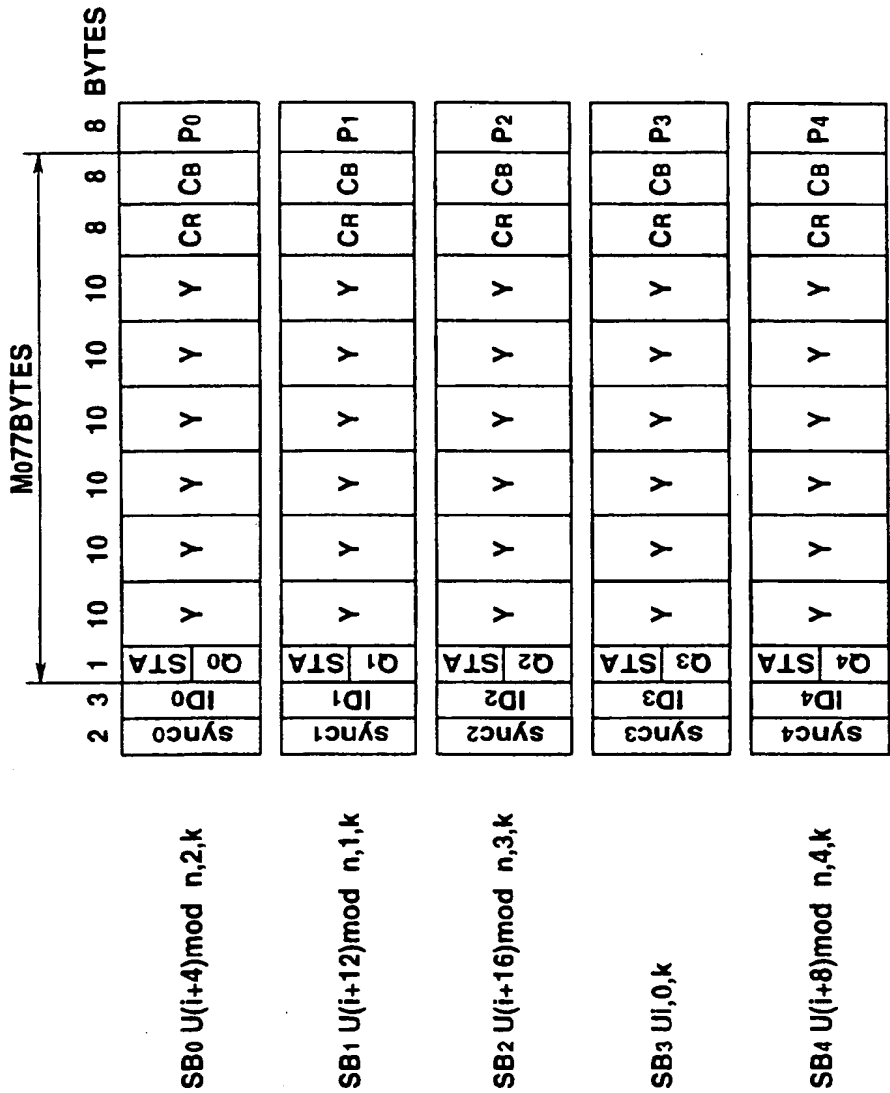 M077BYTES
2 3 1 10 10 10 10 10 10 8 8 8 BYTES
SB0 U(i+4)mod n,2,k sync0 ID0 STA Q0 Y Y Y Y Y Y CR CB P0
SB1 U(i+12)mod n,1,k sync1 ID1 STA Q1 Y Y Y Y Y Y CR CB P1
SB2 U(i+16)mod n,3,k sync2 ID2 STA Q2 Y Y Y Y Y Y CR CB P2
SB3 Ui,0,k sync3 ID3 STA Q3 Y Y Y Y Y Y CR CB P3
SB4 U(i+8)mod n,4,k sync4 ID4 STA Q4 Y Y Y Y Y Y CR CB P4